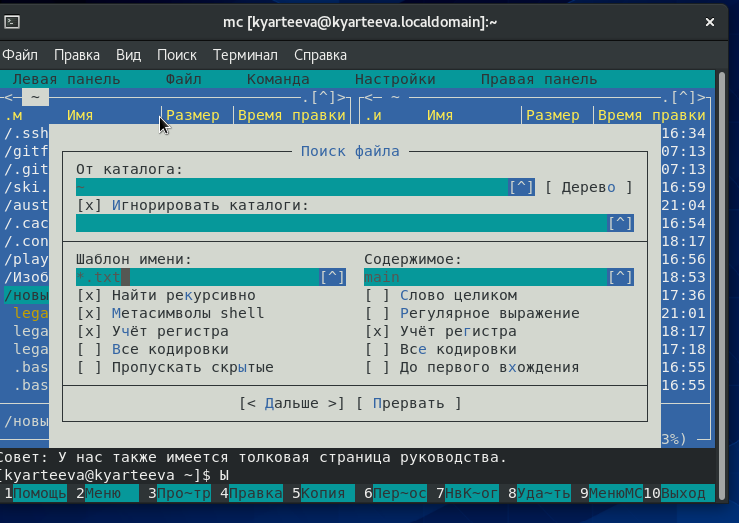 mc [kyarteeva@kyarteeva.localdomain]:~
Файл Правка Вид Поиск Терминал Справка
Левая панель Файл Команда Настройки Правая панель
<─ ~ .[^]> <─ ~ .[^]>
.м Имя Размер Время правки .и Имя Размер Время правки
/.ssh 16:34
/gitf 07:13
/.git 07:13
/ski. 16:59
/aust 21:04
/.cac 16:54
/.con 18:17
/play 16:56
/Изоб 18:53
/новы 17:36
lega 21:01
lega 18:17
lega 17:18
.bas 16:55
.bas 16:55
/новы
3%)
Поиск файла
От каталога:
~ [^] [ Дерево ]
[x] Игнорировать каталоги:
[^]
Шаблон имени: Содержимое:
*.txt [^] main [^]
[x] Найти рекурсивно [ ] Слово целиком
[x] Метасимволы shell [ ] Регулярное выражение
[x] Учёт регистра [x] Учёт регистра
[ ] Все кодировки [ ] Все кодировки
[ ] Пропускать скрытые [ ] До первого вхождения
[< Дальше >] [ Прервать ]
Совет: У нас также имеется толковая страница руководства.
[kyarteeva@kyarteeva ~]$ Ы
1Помощь 2Меню 3Про~тр 4Правка 5Копия 6Пер~ос 7НвК~ог 8Уда~ть 9МенюMC 10Выход